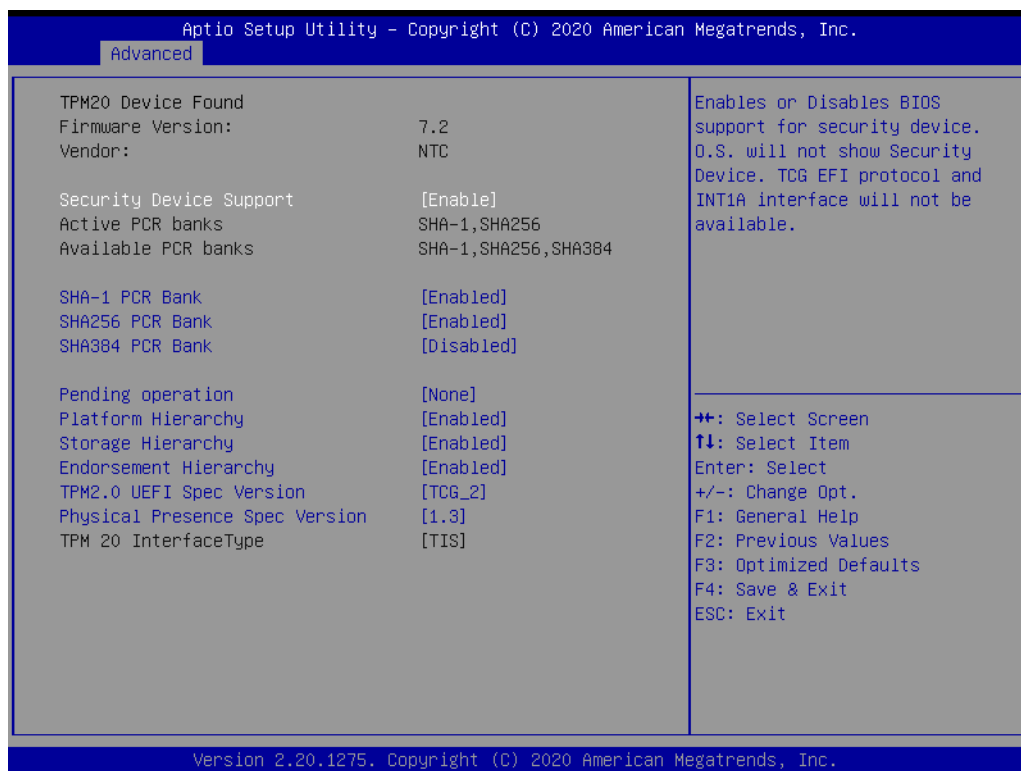 Aptio Setup Utility – Copyright (C) 2020 American Megatrends, Inc.
Advanced
TPM20 Device Found
Firmware Version: 7.2
Vendor: NTC
Security Device Support [Enable]
Active PCR banks SHA-1,SHA256
Available PCR banks SHA-1,SHA256,SHA384
SHA-1 PCR Bank [Enabled]
SHA256 PCR Bank [Enabled]
SHA384 PCR Bank [Disabled]
Pending operation [None]
Platform Hierarchy [Enabled]
Storage Hierarchy [Enabled]
Endorsement Hierarchy [Enabled]
TPM2.0 UEFI Spec Version [TCG_2]
Physical Presence Spec Version [1.3]
TPM 20 InterfaceType [TIS]
Enables or Disables BIOS
support for security device.
O.S. will not show Security
Device. TCG EFI protocol and
INT1A interface will not be
available.
→←: Select Screen
↑↓: Select Item
Enter: Select
+/-: Change Opt.
F1: General Help
F2: Previous Values
F3: Optimized Defaults
F4: Save & Exit
ESC: Exit
Version 2.20.1275. Copyright (C) 2020 American Megatrends, Inc.